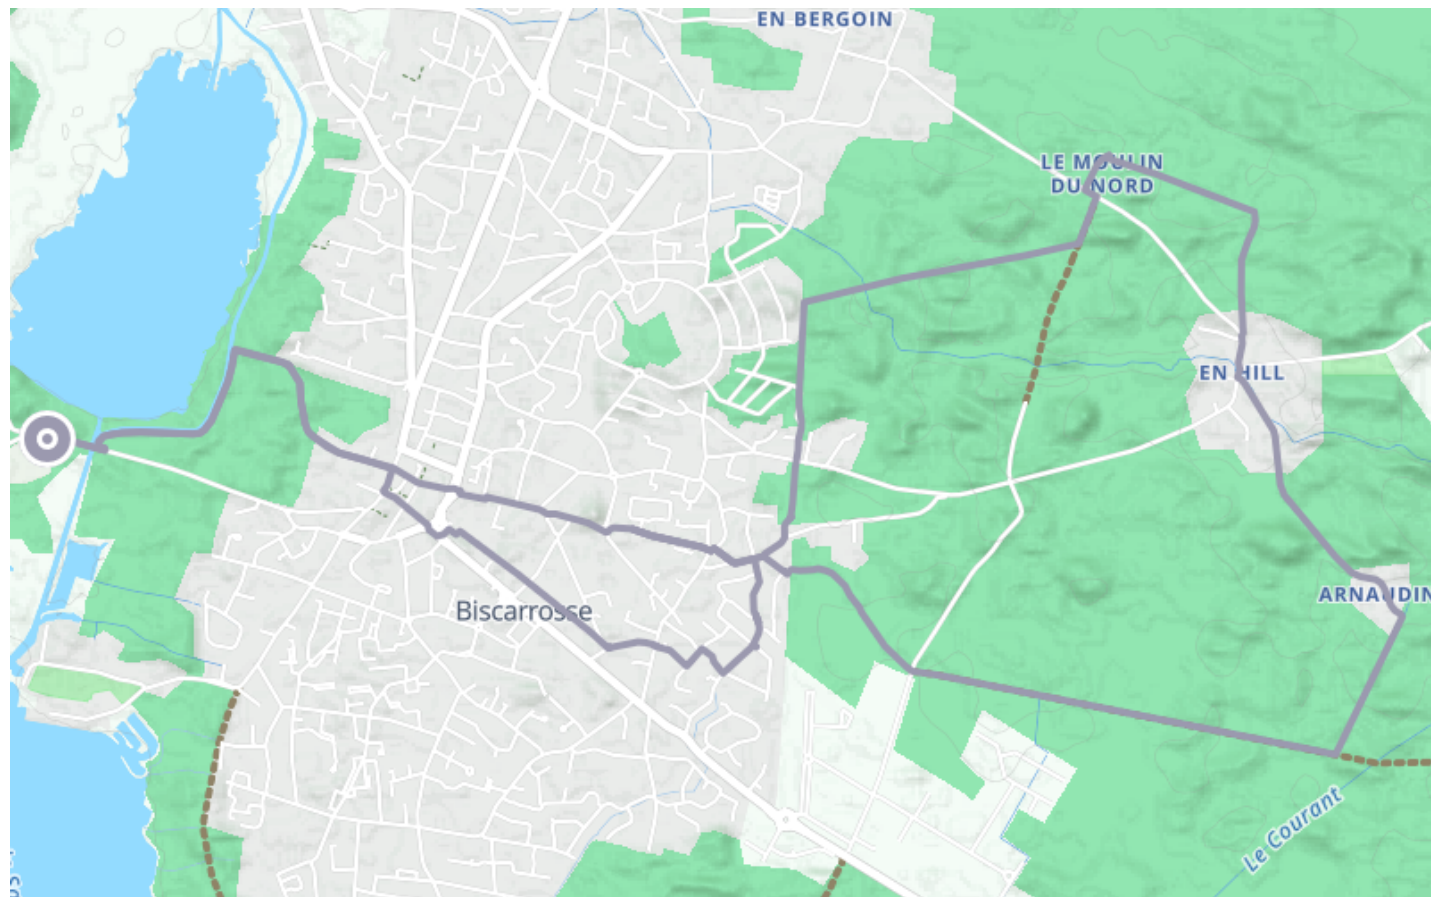 EN BERGOIN
LE MOULIN
DU NORD
EN HILL
ARNAUDIN
Biscarrosse
Le Courant